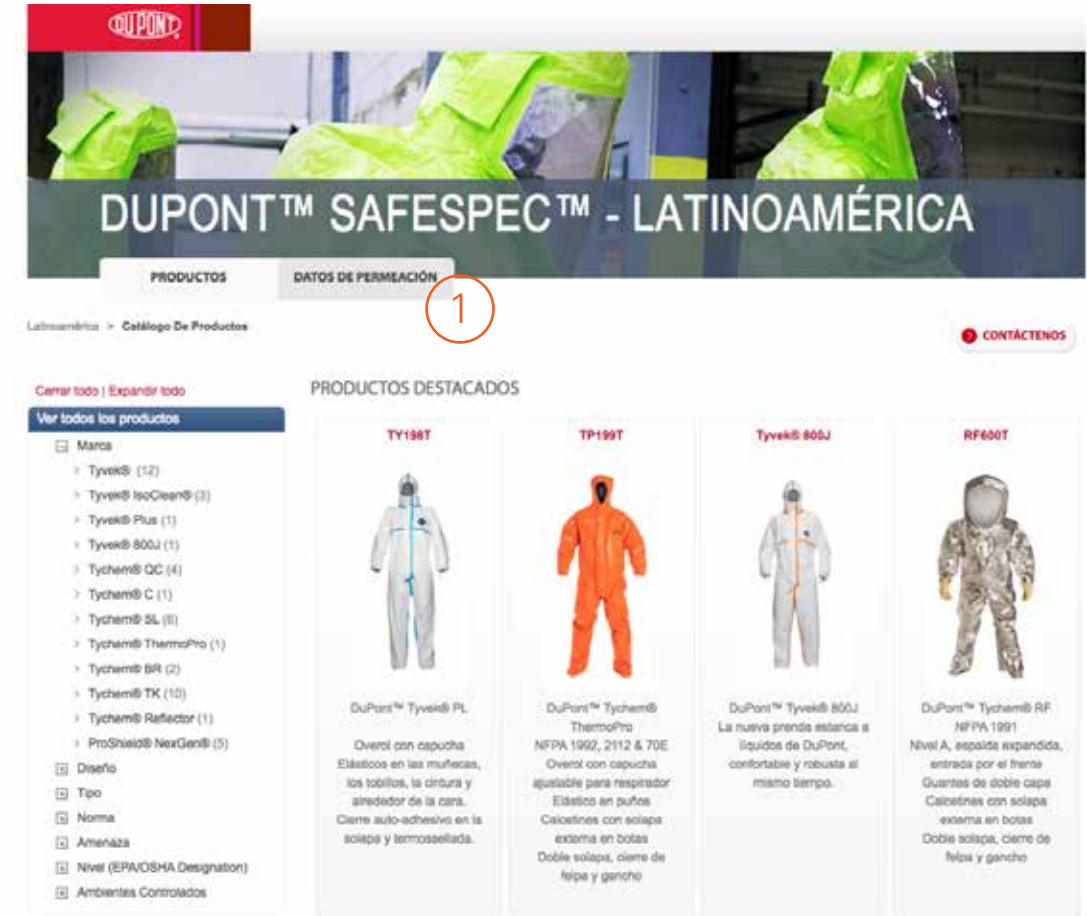 DUPONT
DUPONT™ SAFESPEC™ - LATINOAMÉRICA
PRODUCTOS
DATOS DE PERMEACIÓN
1
Latinoamérica > Catálogo De Productos
CONTÁCTENOS
Cerrar todo | Expandir todo
Ver todos los productos
Marca
Tyvek® (12)
Tyvek® IsoClean® (3)
Tyvek® Plus (1)
Tyvek® 800J (1)
Tychem® QC (4)
Tychem® C (1)
Tychem® SL (6)
Tychem® ThermoPro (1)
Tychem® BR (2)
Tychem® TK (10)
Tychem® Reflector (1)
ProShield® NexGen® (5)
Diseño
Tipo
Norma
Amenaza
Nivel (EPA/OSHA Designation)
Ambientes Controlados
PRODUCTOS DESTACADOS
TY198T
DuPont™ Tyvek® PL
Overol con capucha
Elásticos en las muñecas,
los tobillos, la cintura y
alrededor de la cara.
Cierre auto-adhesivo en la
solapa y termossellada.
TP199T
DuPont™ Tychem®
ThermoPro
NFPA 1992, 2112 & 70E
Overol con capucha
ajustable para respirador
Elástico en puños
Calcetines con solapa
externa en botas
Doble solapa, cierre de
felpa y gancho
Tyvek® 800J
DuPont™ Tyvek® 800J
La nueva prenda estanca a
líquidos de DuPont,
confortable y robusta al
mismo tiempo.
RF600T
DuPont™ Tychem® RF
NFPA 1991
Nivel A, espalda expandida,
entrada por el frente
Guantes de doble capa
Calcetines con solapa
externa en botas
Doble solapa, cierre de
felpa y gancho